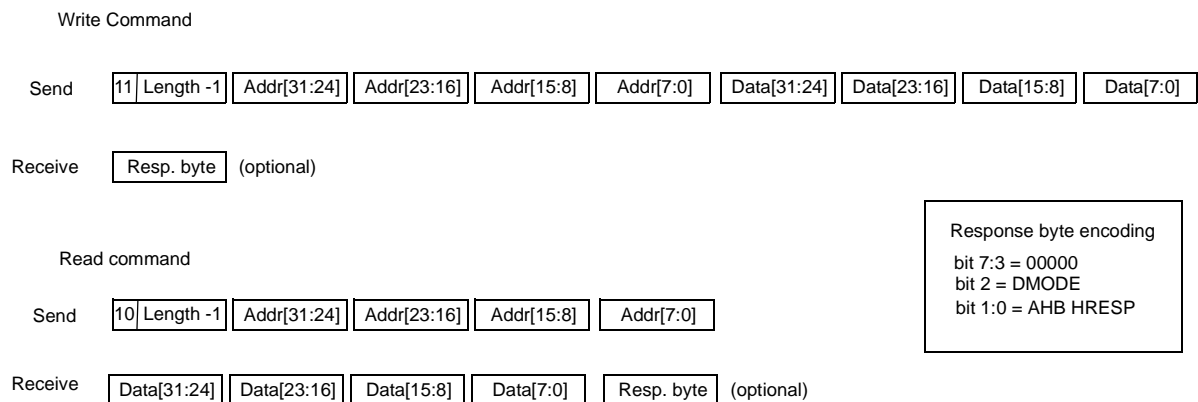 Write Command
Send 11 Length -1 Addr[31:24] Addr[23:16] Addr[15:8] Addr[7:0] Data[31:24] Data[23:16] Data[15:8] Data[7:0]
Receive Resp. byte (optional)
Response byte encoding
bit 7:3 = 00000
bit 2 = DMODE
bit 1:0 = AHB HRESP
Read command
Send 10 Length -1 Addr[31:24] Addr[23:16] Addr[15:8] Addr[7:0]
Receive Data[31:24] Data[23:16] Data[15:8] Data[7:0] Resp. byte (optional)